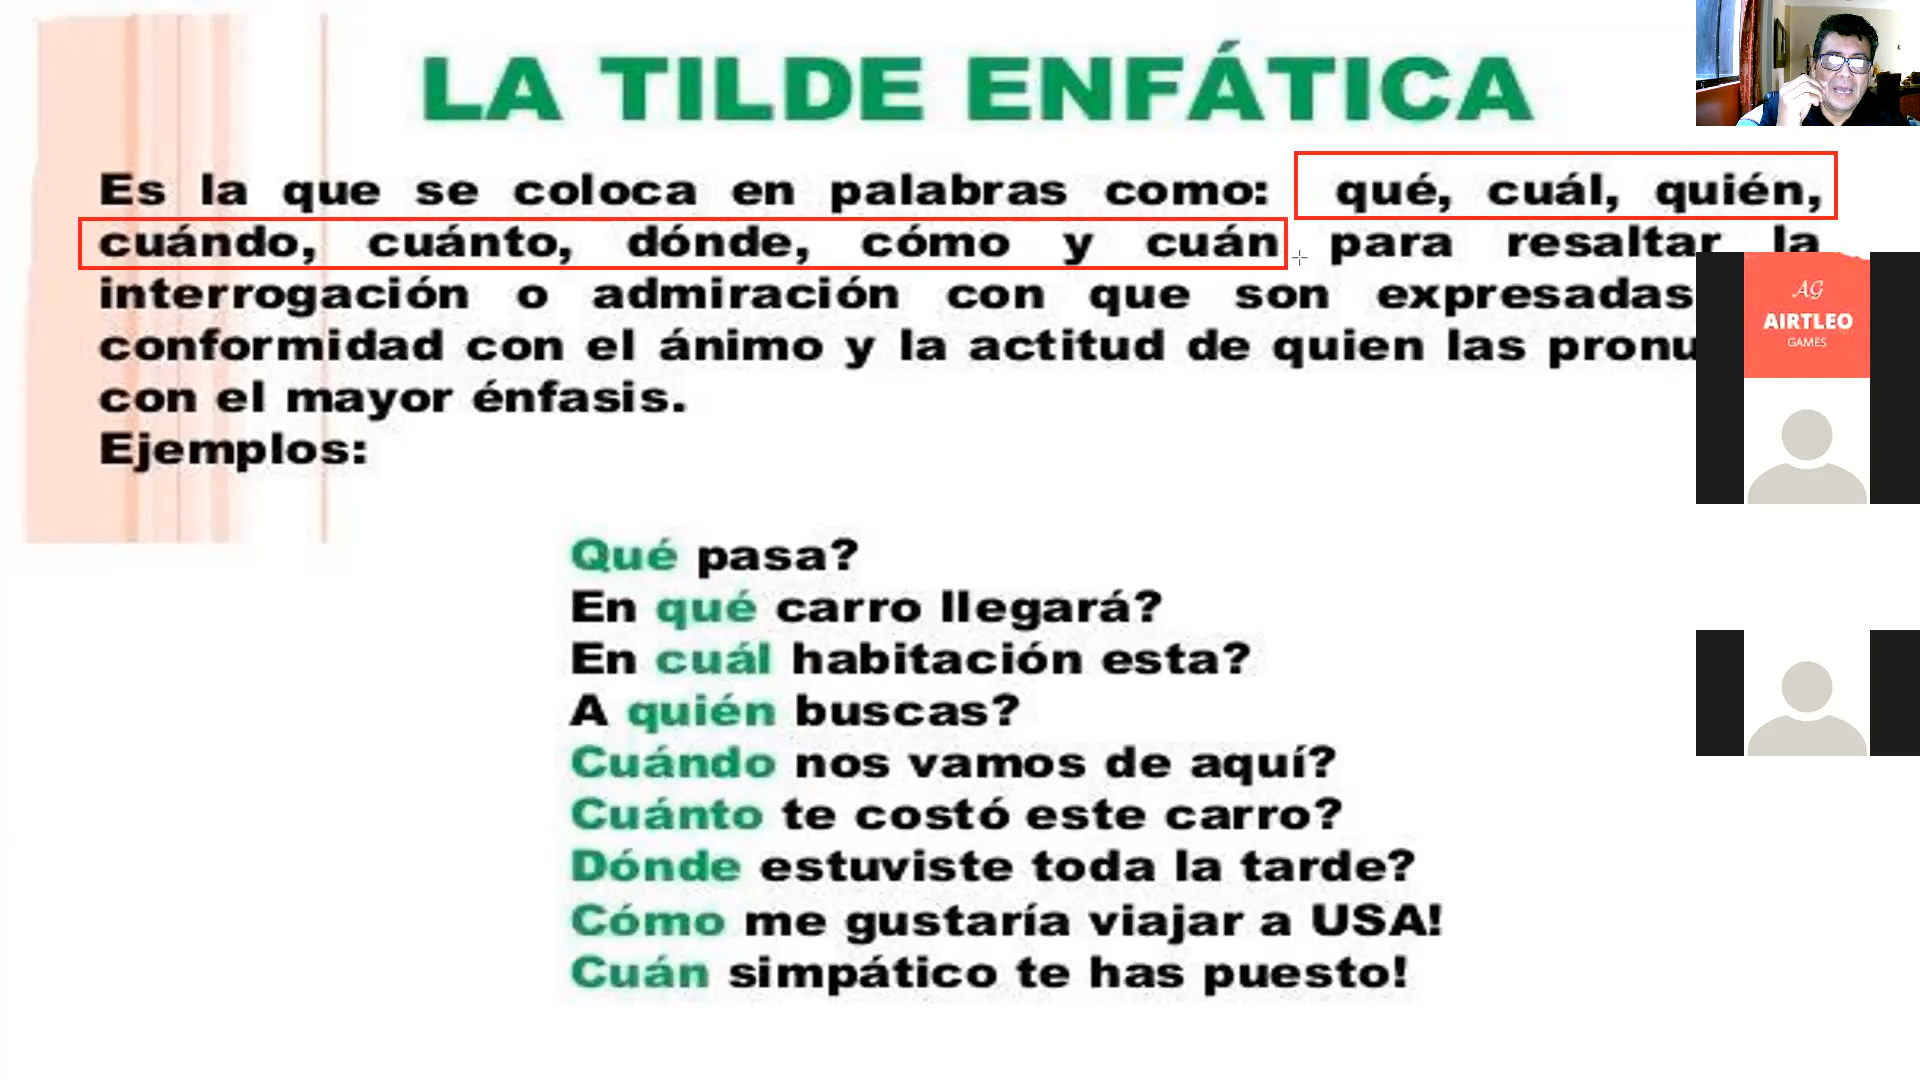 LA TILDE ENFÁTICA
Es la que se coloca en palabras como: qué, cuál, quién,
cuándo, cuánto, dónde, cómo y cuán para resaltar la
interrogación o admiración con que son expresadas
conformidad con el ánimo y la actitud de quien las pronu
con el mayor énfasis.
Ejemplos:
Qué pasa?
En qué carro llegará?
En cuál habitación esta?
A quién buscas?
Cuándo nos vamos de aquí?
Cuánto te costó este carro?
Dónde estuviste toda la tarde?
Cómo me gustaría viajar a USA!
Cuán simpático te has puesto!
AG
AIRTLEO
GAMES